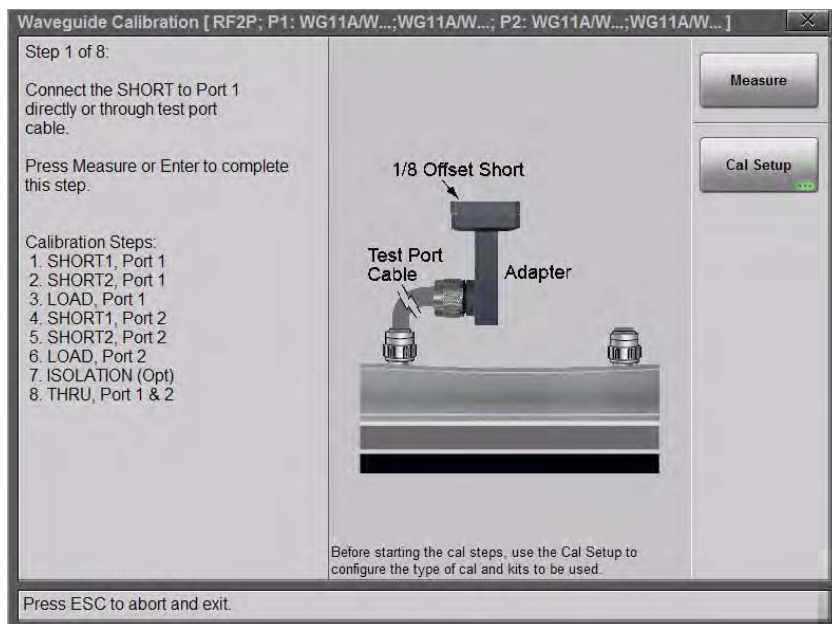 Waveguide Calibration [ RF2P; P1: WG11A/W...;WG11A/W...; P2: WG11A/W...;WG11A/W... ]
Step 1 of 8:
Connect the SHORT to Port 1
directly or through test port
cable.
Press Measure or Enter to complete
this step.
Calibration Steps:
1. SHORT1, Port 1
2. SHORT2, Port 1
3. LOAD, Port 1
4. SHORT1, Port 2
5. SHORT2, Port 2
6. LOAD, Port 2
7. ISOLATION (Opt)
8. THRU, Port 1 & 2
1/8 Offset Short
Test Port
Cable
Adapter
Before starting the cal steps, use the Cal Setup to
configure the type of cal and kits to be used.
Measure
Cal Setup
Press ESC to abort and exit.